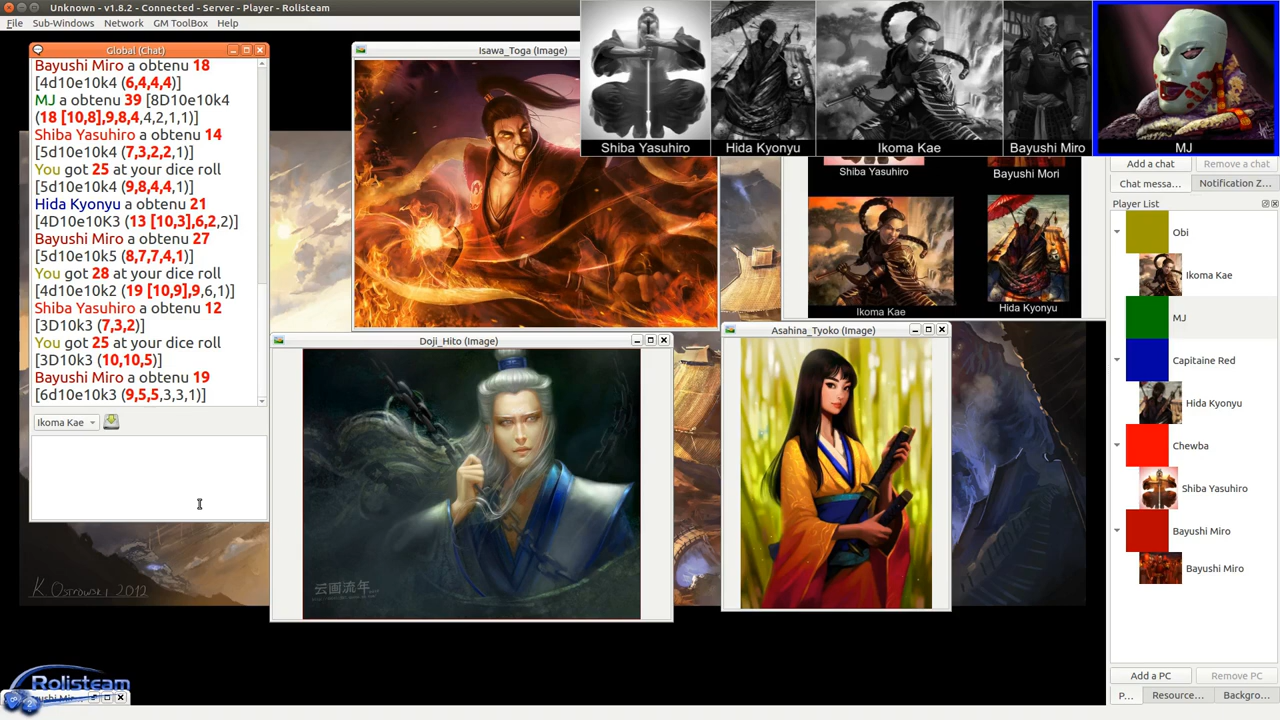 Unknown - v1.8.2 - Connected - Server - Player - Rolisteam
File Sub-Windows Network GM ToolBox Help
Global (Chat)
Bayushi Miro a obtenu 18
[4d10e10k4 (6,4,4,4)]
MJ a obtenu 39 [8D10e10k4
(18 [10,8],9,8,4,4,2,1,1)]
Shiba Yasuhiro a obtenu 14
[5d10e10k4 (7,3,2,2,1)]
You got 25 at your dice roll
[5d10e10k4 (9,8,4,4,1)]
Hida Kyonyu a obtenu 21
[4D10e10K3 (13 [10,3],6,2,2)]
Bayushi Miro a obtenu 27
[5d10e10k5 (8,7,7,4,1)]
You got 28 at your dice roll
[4d10e10k2 (19 [10,9],9,6,1)]
Shiba Yasuhiro a obtenu 12
[3D10k3 (7,3,2)]
You got 25 at your dice roll
[3D10k3 (10,10,5)]
Bayushi Miro a obtenu 19
[6d10e10k3 (9,5,5,3,3,1)]
Ikoma Kae
K Ostrowski 2012
Rolisteam
Isawa_Toga (Image)
Doji_Hito (Image)
云画流年
Asahina_Tyoko (Image)
Shiba Yasuhiro
Hida Kyonyu
Ikoma Kae
Bayushi Miro
MJ
Shiba Yasuhiro
Bayushi Mori
Ikoma Kae
Hida Kyonyu
Add a chat
Remove a chat
Chat messa...
Notification Z...
Player List
Obi
Ikoma Kae
MJ
Capitaine Red
Hida Kyonyu
Chewba
Shiba Yasuhiro
Bayushi Miro
Bayushi Miro
Add a PC
Remove PC
P...
Resource...
Backgro...